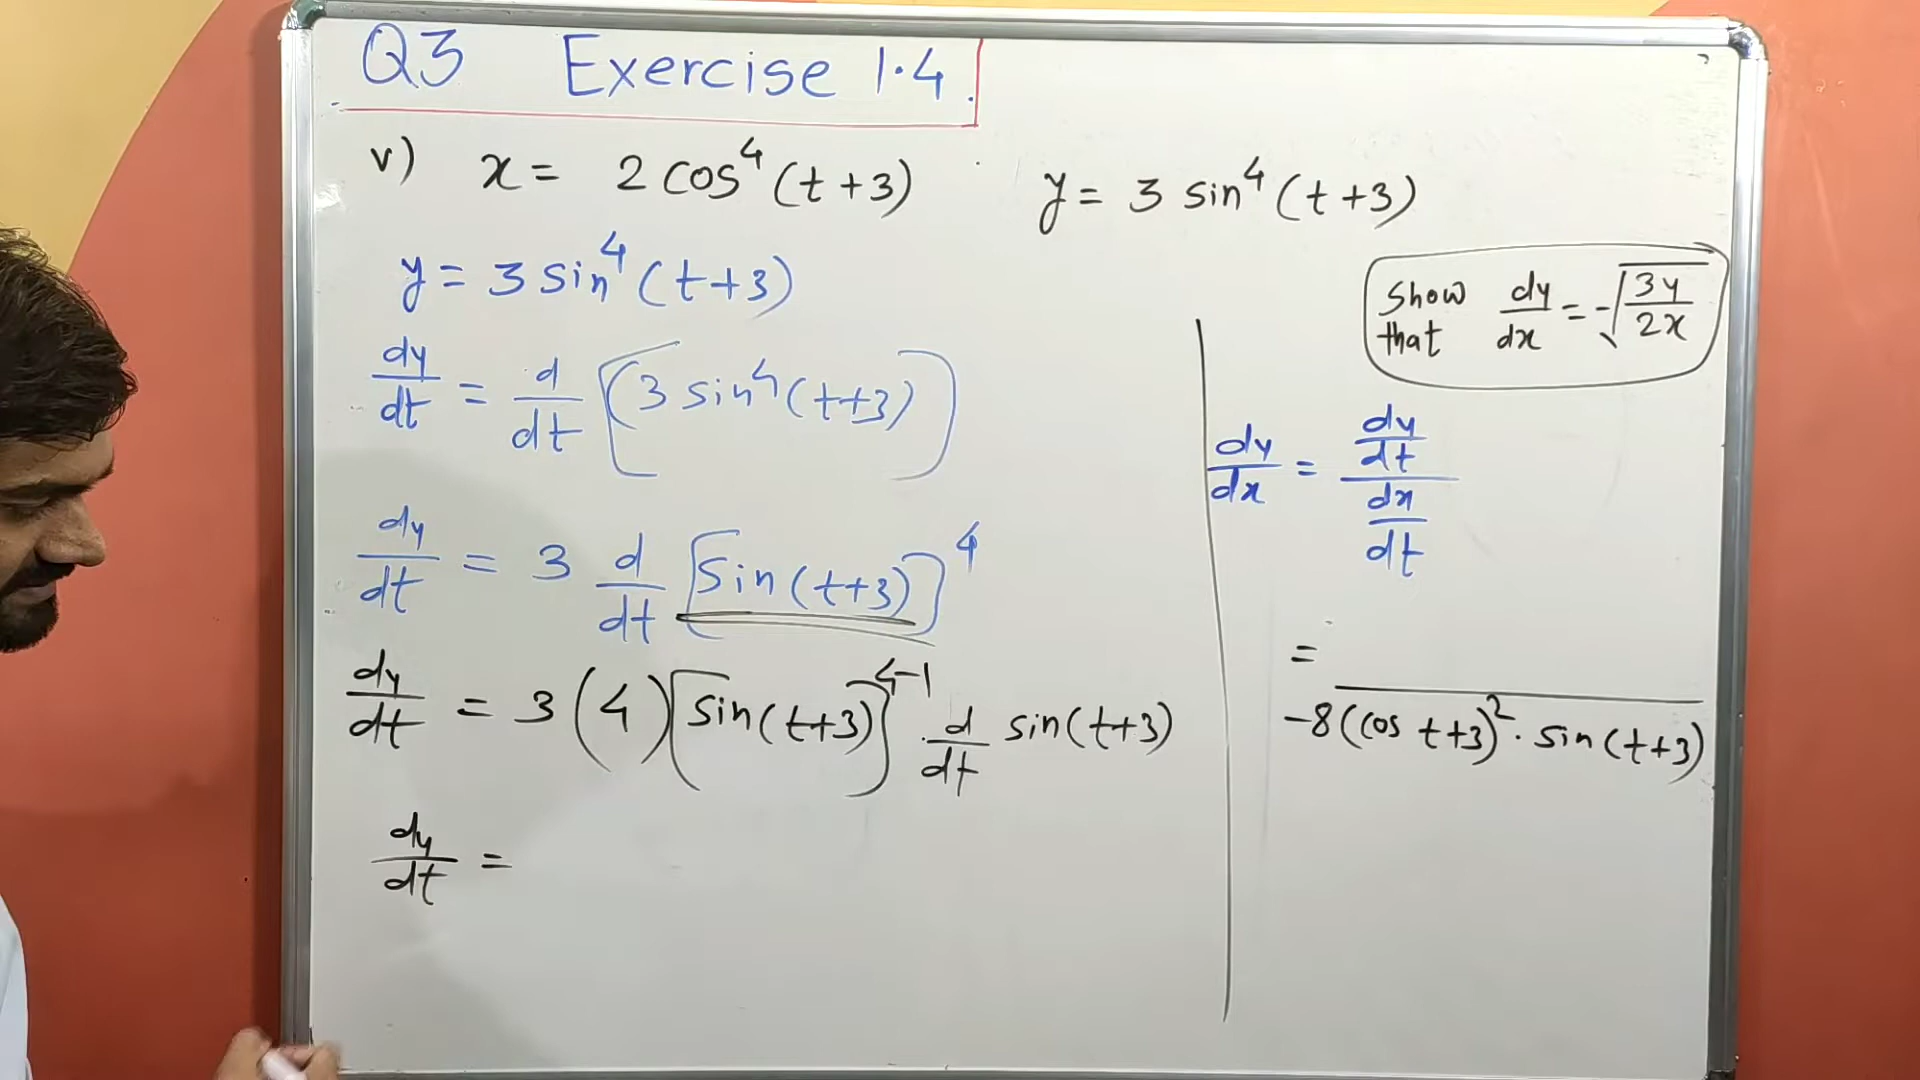 Q3 Exercise 1.4.
v) x = 2 cos⁴ (t+3) y = 3 sin⁴ (t+3)
y = 3 sin⁴ (t+3)
dy/dt = d/dt [3 sin⁴ (t+3)]
dy/dt = 3 d/dt [Sin (t+3)]⁴
dy/dt = 3 (4) [Sin (t+3)]⁴⁻¹ . d/dt sin (t+3)
dy/dt =
Show that dy/dx = -√(3y/2x)
dy/dx = (dy/dt)/(dx/dt)
= 
-8 (cos t+3)² . sin (t+3)